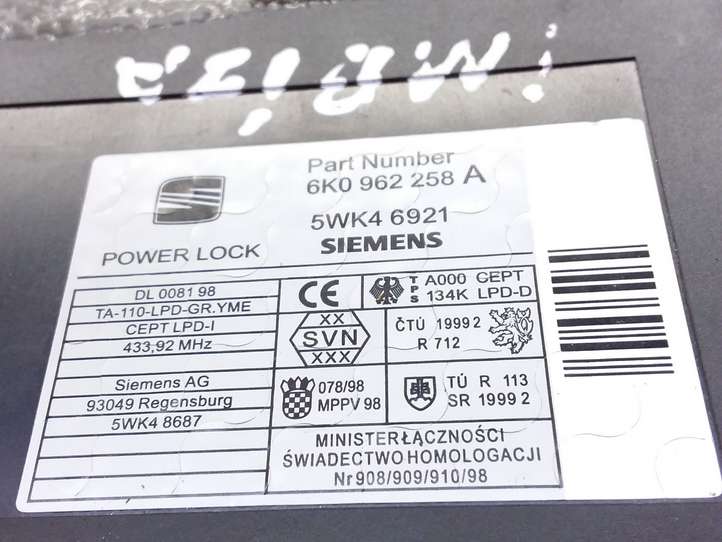 IMBIZA
Part Number
6K0 962 258 A
5WK4 6921
SIEMENS
POWER LOCK
DL 0081 98
TA-110-LPD-GR.YME
CEPT LPD-I
433,92 MHz
CE
T P S A000 CEPT
134K LPD-D
XX
SVN
XXX
ČTÚ 1999 2
R 712
Siemens AG
93049 Regensburg
5WK4 8687
078/98
MPPV 98
TÚ R 113
SR 1999 2
MINISTER ŁĄCZNOŚCI
ŚWIADECTWO HOMOLOGACJI
Nr 908/909/910/98